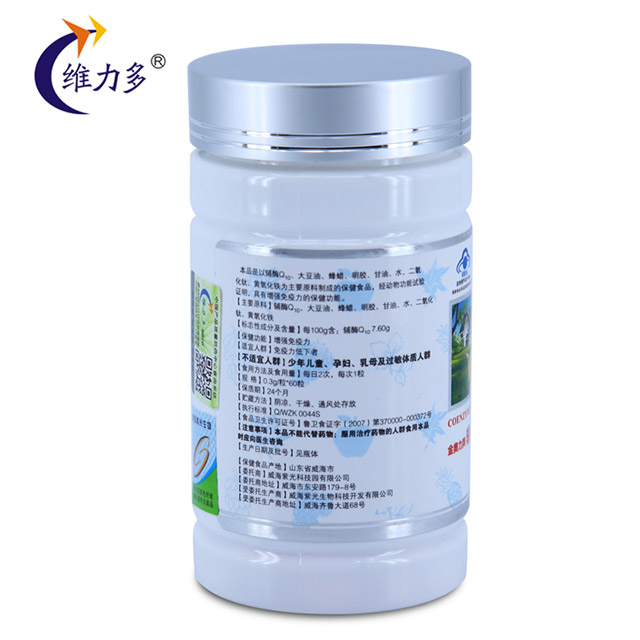 维力多®
本品是以辅酶Q10、大豆油、蜂蜡、明胶、甘油、水、二氧
化钛、黄氧化铁为主要原料制成的保健食品，经动物功能试验
证明，具有增强免疫力的保健功能。
【主要原料】辅酶Q10、大豆油、蜂蜡、明胶、甘油、水、二氧化
钛、黄氧化铁
【标志性成分及含量】每100g含：辅酶Q10 7.60g
【保健功能】增强免疫力
【适宜人群】免疫力低下者
【不适宜人群】少年儿童、孕妇、乳母及过敏体质人群
【食用方法及食用量】每日2次，每次1粒
【规 格】0.3g/粒*60粒
【保质期】24个月
【贮藏方法】阴凉、干燥、通风处存放
【执行标准】Q/WZK 0044S
【食品卫生许可证号】鲁卫食证字（2007）第370000-000372号
【注意事项】本品不能代替药物；服用治疗药物的人群食用本品
时应向医生咨询
【生产日期及批号】见瓶体
【保健食品产地】山东省威海市
【委托商】威海紫光科技园有限公司
【委托商地址】威海市东安路179-8号
【受委托生产商】威海紫光生物科技开发有限公司
【受委托生产商地址】威海齐鲁大道68号
COENZ